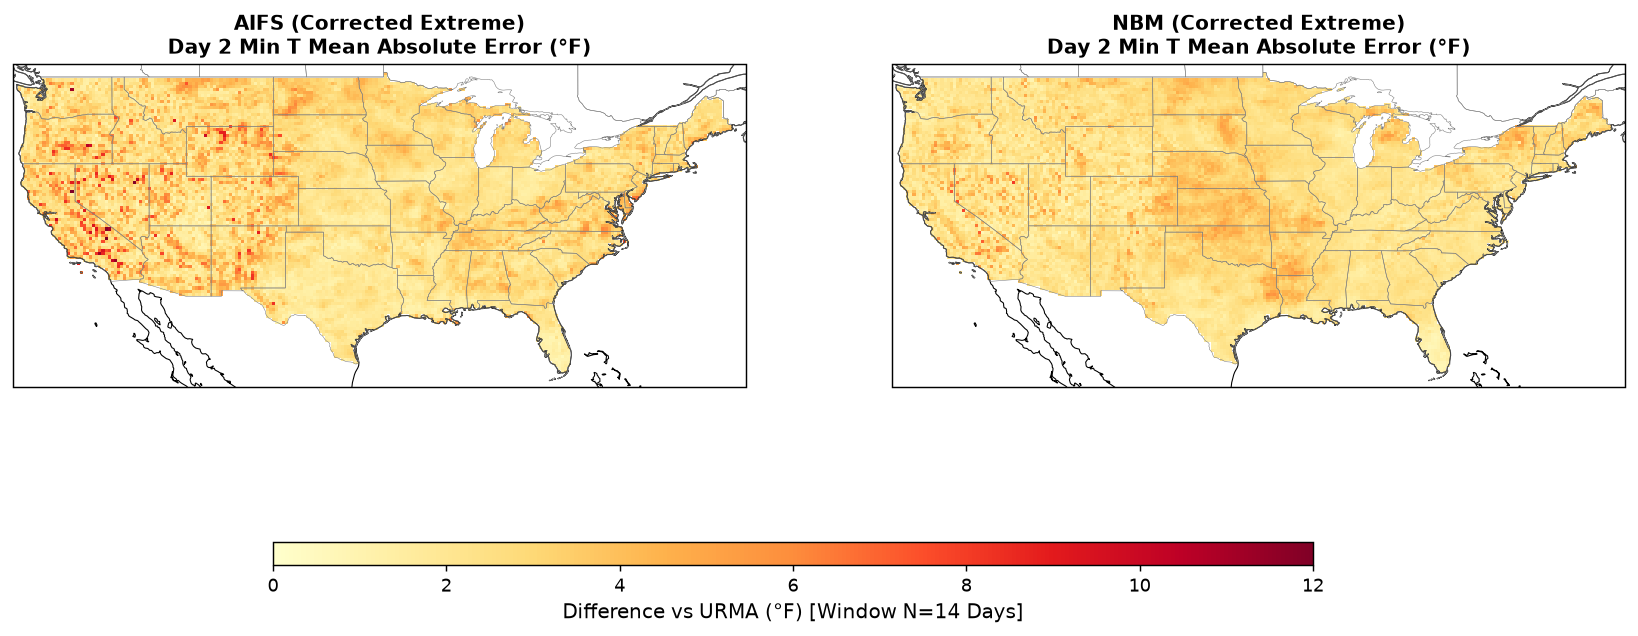 AIFS (Corrected Extreme)
Day 2 Min T Mean Absolute Error (°F)
NBM (Corrected Extreme)
Day 2 Min T Mean Absolute Error (°F)
0 2 4 6 8 10 12
Difference vs URMA (°F) [Window N=14 Days]